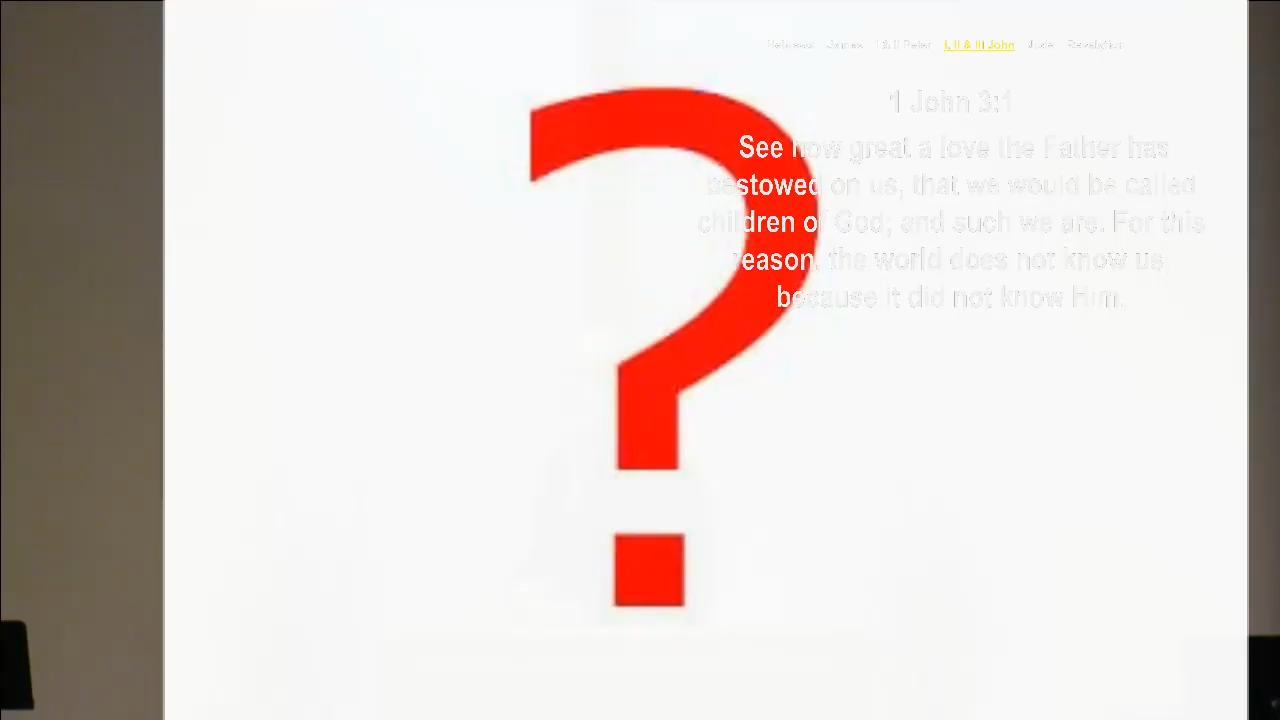 Hebrews James I & II Peter I, II & III John Jude Revelation
1 John 3:1
See how great a love the Father has
bestowed on us, that we would be called
children of God; and such we are. For this
reason, the world does not know us
because it did not know Him.
?